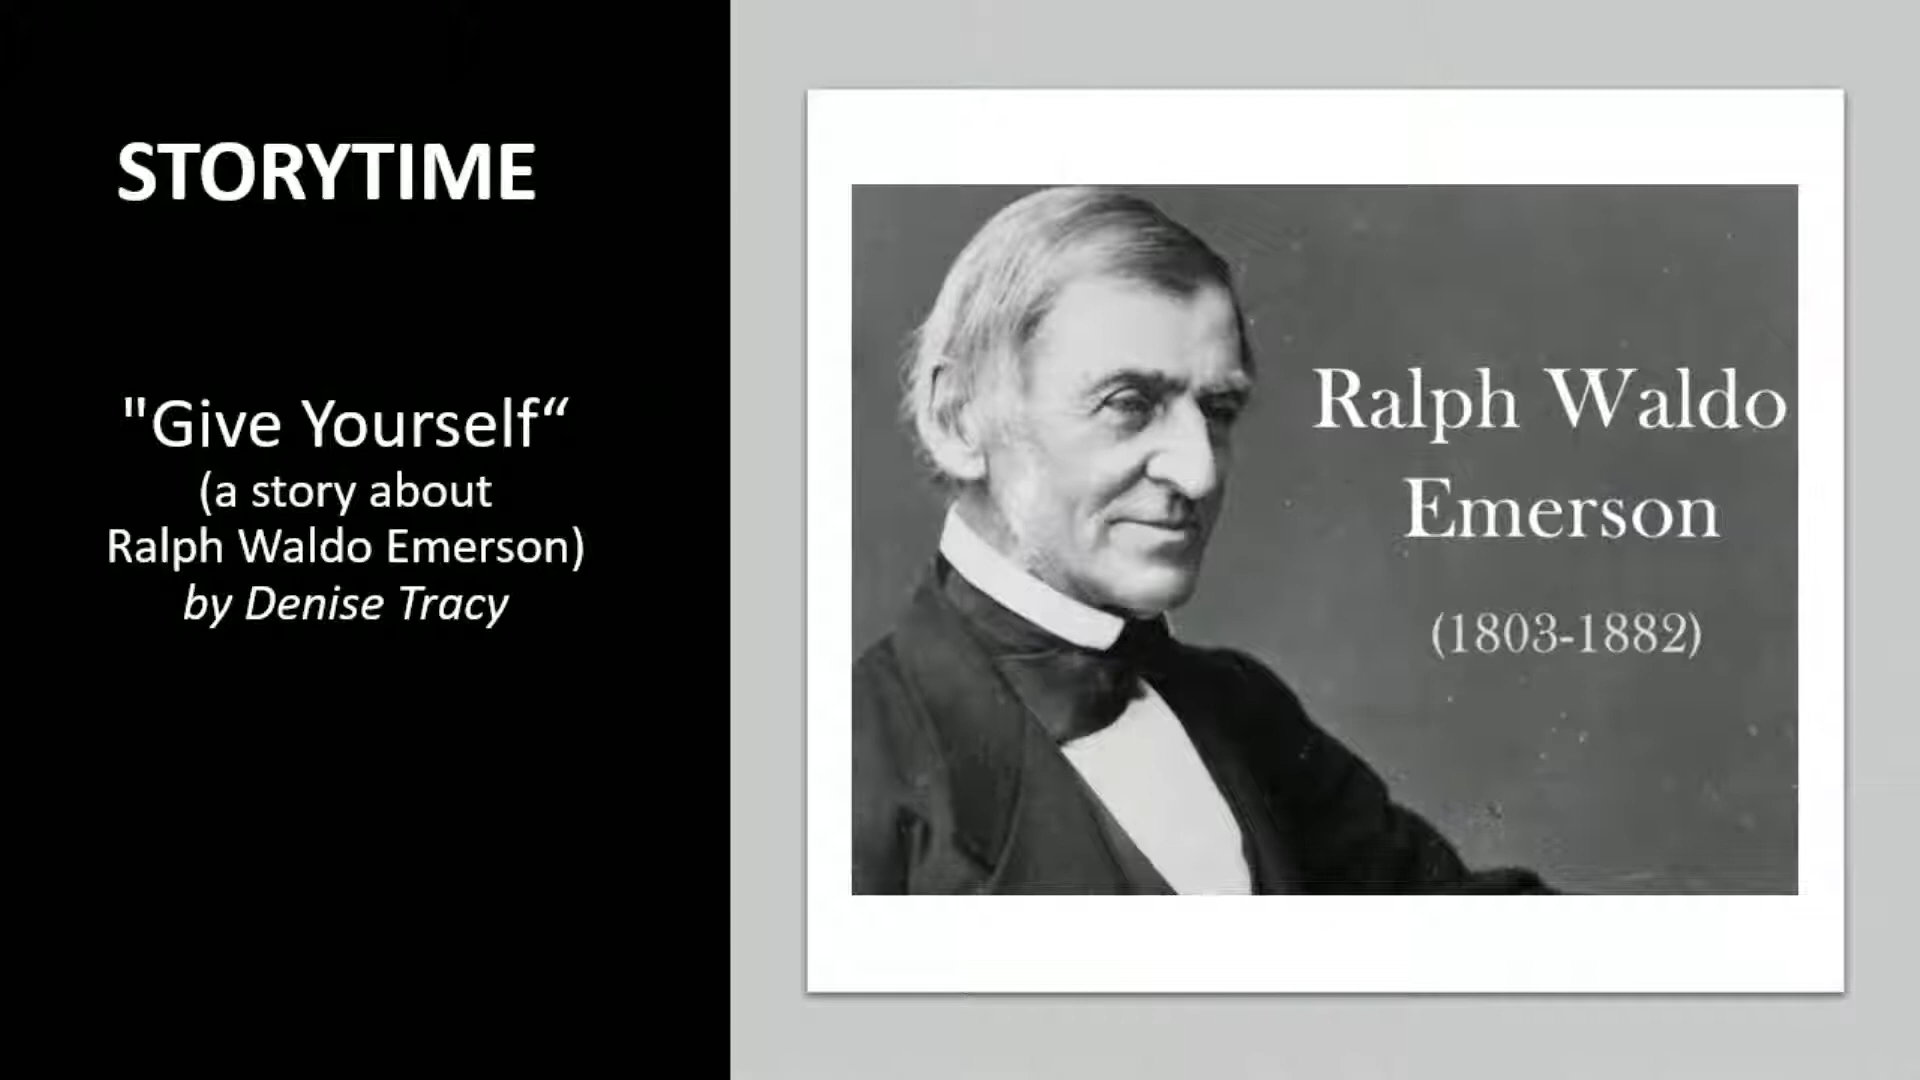 STORYTIME
"Give Yourself“
(a story about
Ralph Waldo Emerson)
by Denise Tracy
Ralph Waldo
Emerson
(1803-1882)